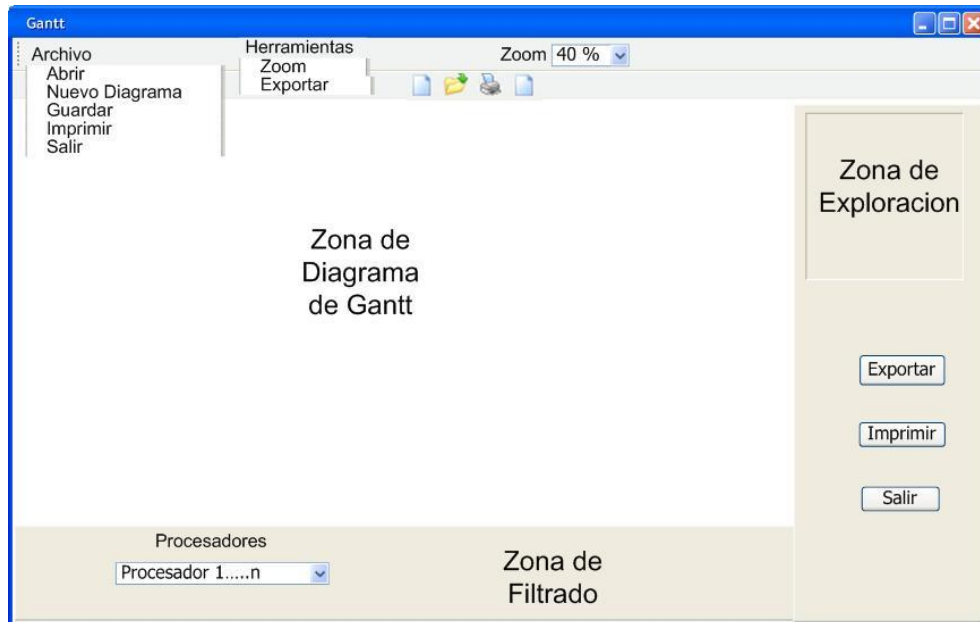 Gantt
Archivo
Abrir
Nuevo Diagrama
Guardar
Imprimir
Salir
Herramientas
Zoom
Exportar
Zoom 40 %
Zona de
Diagrama
de Gantt
Zona de
Exploracion
Exportar
Imprimir
Salir
Procesadores
Procesador 1.....n
Zona de
Filtrado